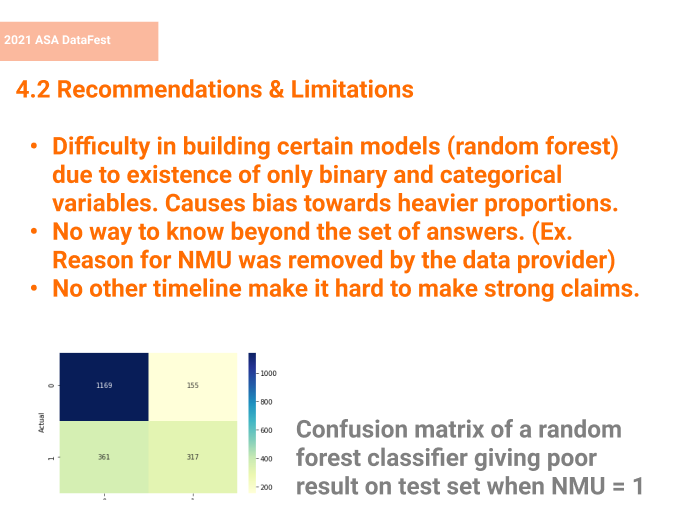 2021 ASA DataFest
4.2 Recommendations & Limitations
• Difficulty in building certain models (random forest)
due to existence of only binary and categorical
variables. Causes bias towards heavier proportions.
• No way to know beyond the set of answers. (Ex.
Reason for NMU was removed by the data provider)
• No other timeline make it hard to make strong claims.
0
1169
155
1
361
317
Actual
1000
800
600
400
200
Confusion matrix of a random
forest classifier giving poor
result on test set when NMU = 1